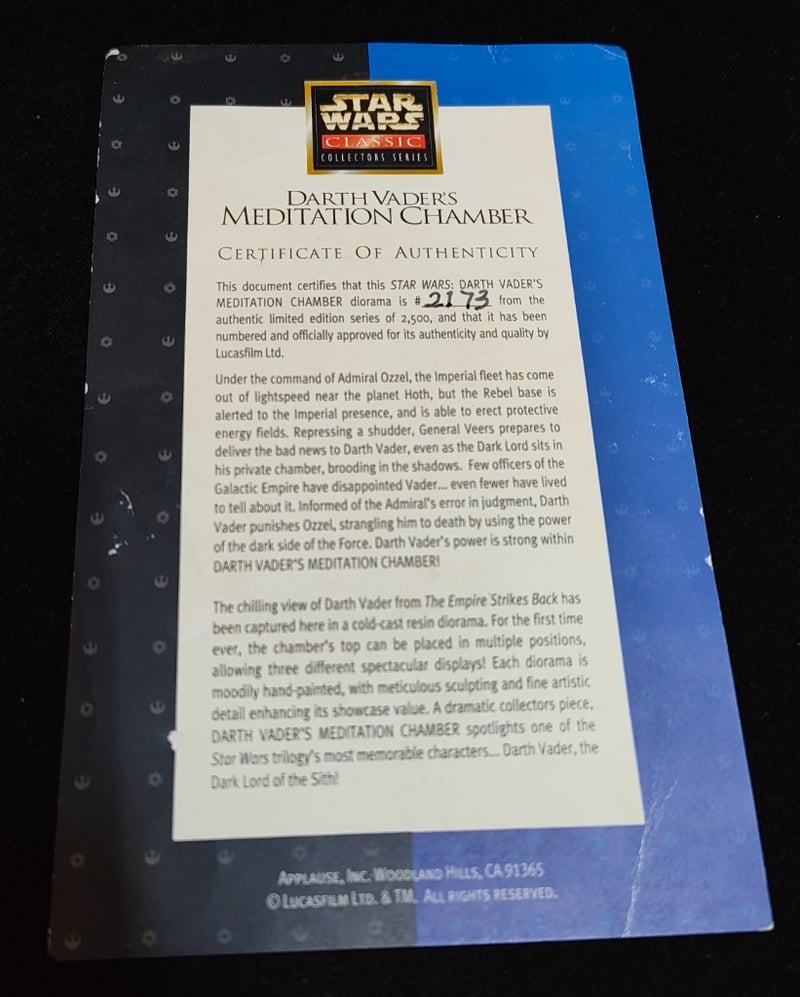 STAR
WARS
CLASSIC
COLLECTORS SERIES
DARTH VADER'S
MEDITATION CHAMBER
CERTIFICATE OF AUTHENTICITY
This document certifies that this STAR WARS: DARTH VADER'S
MEDITATION CHAMBER diorama is #2173 from the
authentic limited edition series of 2,500, and that it has been
numbered and officially approved for its authenticity and quality by
Lucasfilm Ltd.
Under the command of Admiral Ozzel, the Imperial fleet has come
out of lightspeed near the planet Hoth, but the Rebel base is
alerted to the Imperial presence, and is able to erect protective
energy fields. Repressing a shudder, General Veers prepares to
deliver the bad news to Darth Vader, even as the Dark Lord sits in
his private chamber, brooding in the shadows. Few officers of the
Galactic Empire have disappointed Vader... even fewer have lived
to tell about it. Informed of the Admiral's error in judgment, Darth
Vader punishes Ozzel, strangling him to death by using the power
of the dark side of the Force. Darth Vader's power is strong within
DARTH VADER'S MEDITATION CHAMBER!
The chilling view of Darth Vader from The Empire Strikes Back has
been captured here in a cold-cast resin diorama. For the first time
ever, the chamber's top can be placed in multiple positions,
allowing three different spectacular displays! Each diorama is
moodily hand-painted, with meticulous sculpting and fine artistic
detail enhancing its showcase value. A dramatic collectors piece,
DARTH VADER'S MEDITATION CHAMBER spotlights one of the
Star Wars trilogy's most memorable characters... Darth Vader, the
Dark Lord of the Sith!
APPLAUSE, INC. WOODLAND HILLS, CA 91365
© LUCASFILM LTD. & TM. ALL RIGHTS RESERVED.